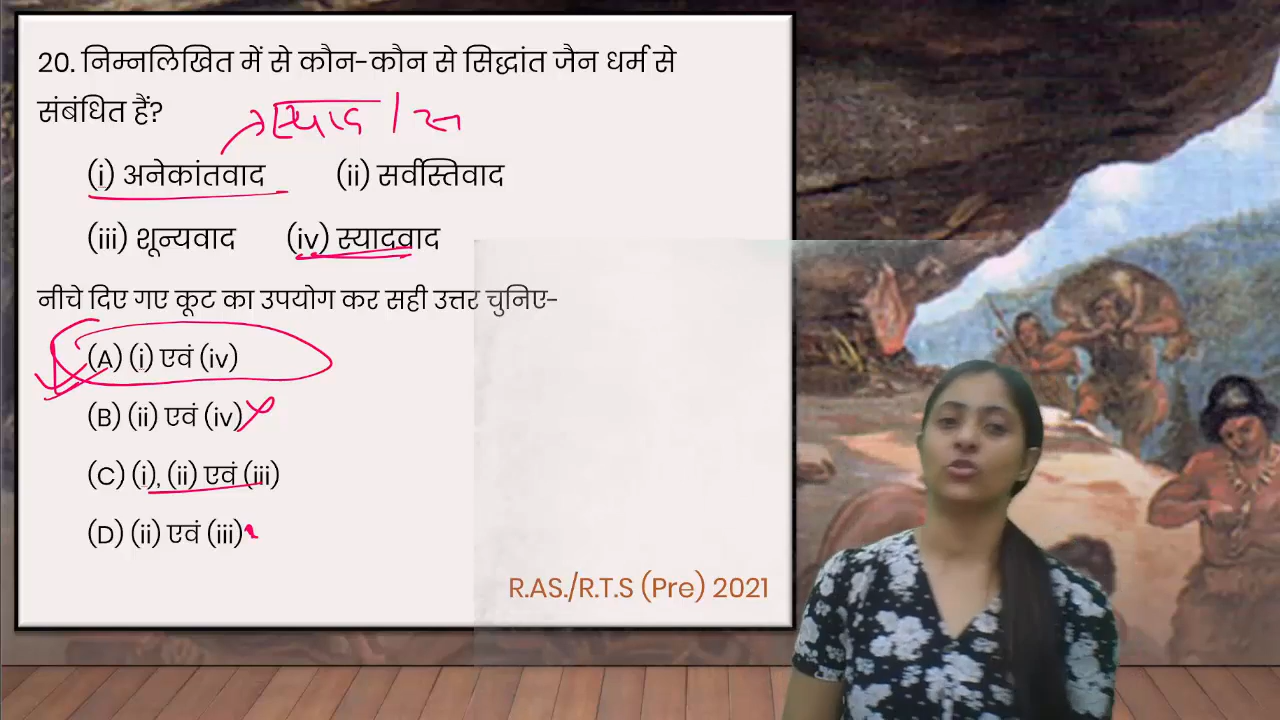 20. निम्नलिखित में से कौन-कौन से सिद्धांत जैन धर्म से
संबंधित हैं?
स्याद
(i) अनेकांतवाद (ii) सर्वस्तिवाद
(iii) शून्यवाद (iv) स्यादवाद
नीचे दिए गए कूट का उपयोग कर सही उत्तर चुनिए-
(A) (i) एवं (iv)
(B) (ii) एवं (iv)
(C) (i), (ii) एवं (iii)
(D) (ii) एवं (iii)
R.AS./R.T.S (Pre) 2021